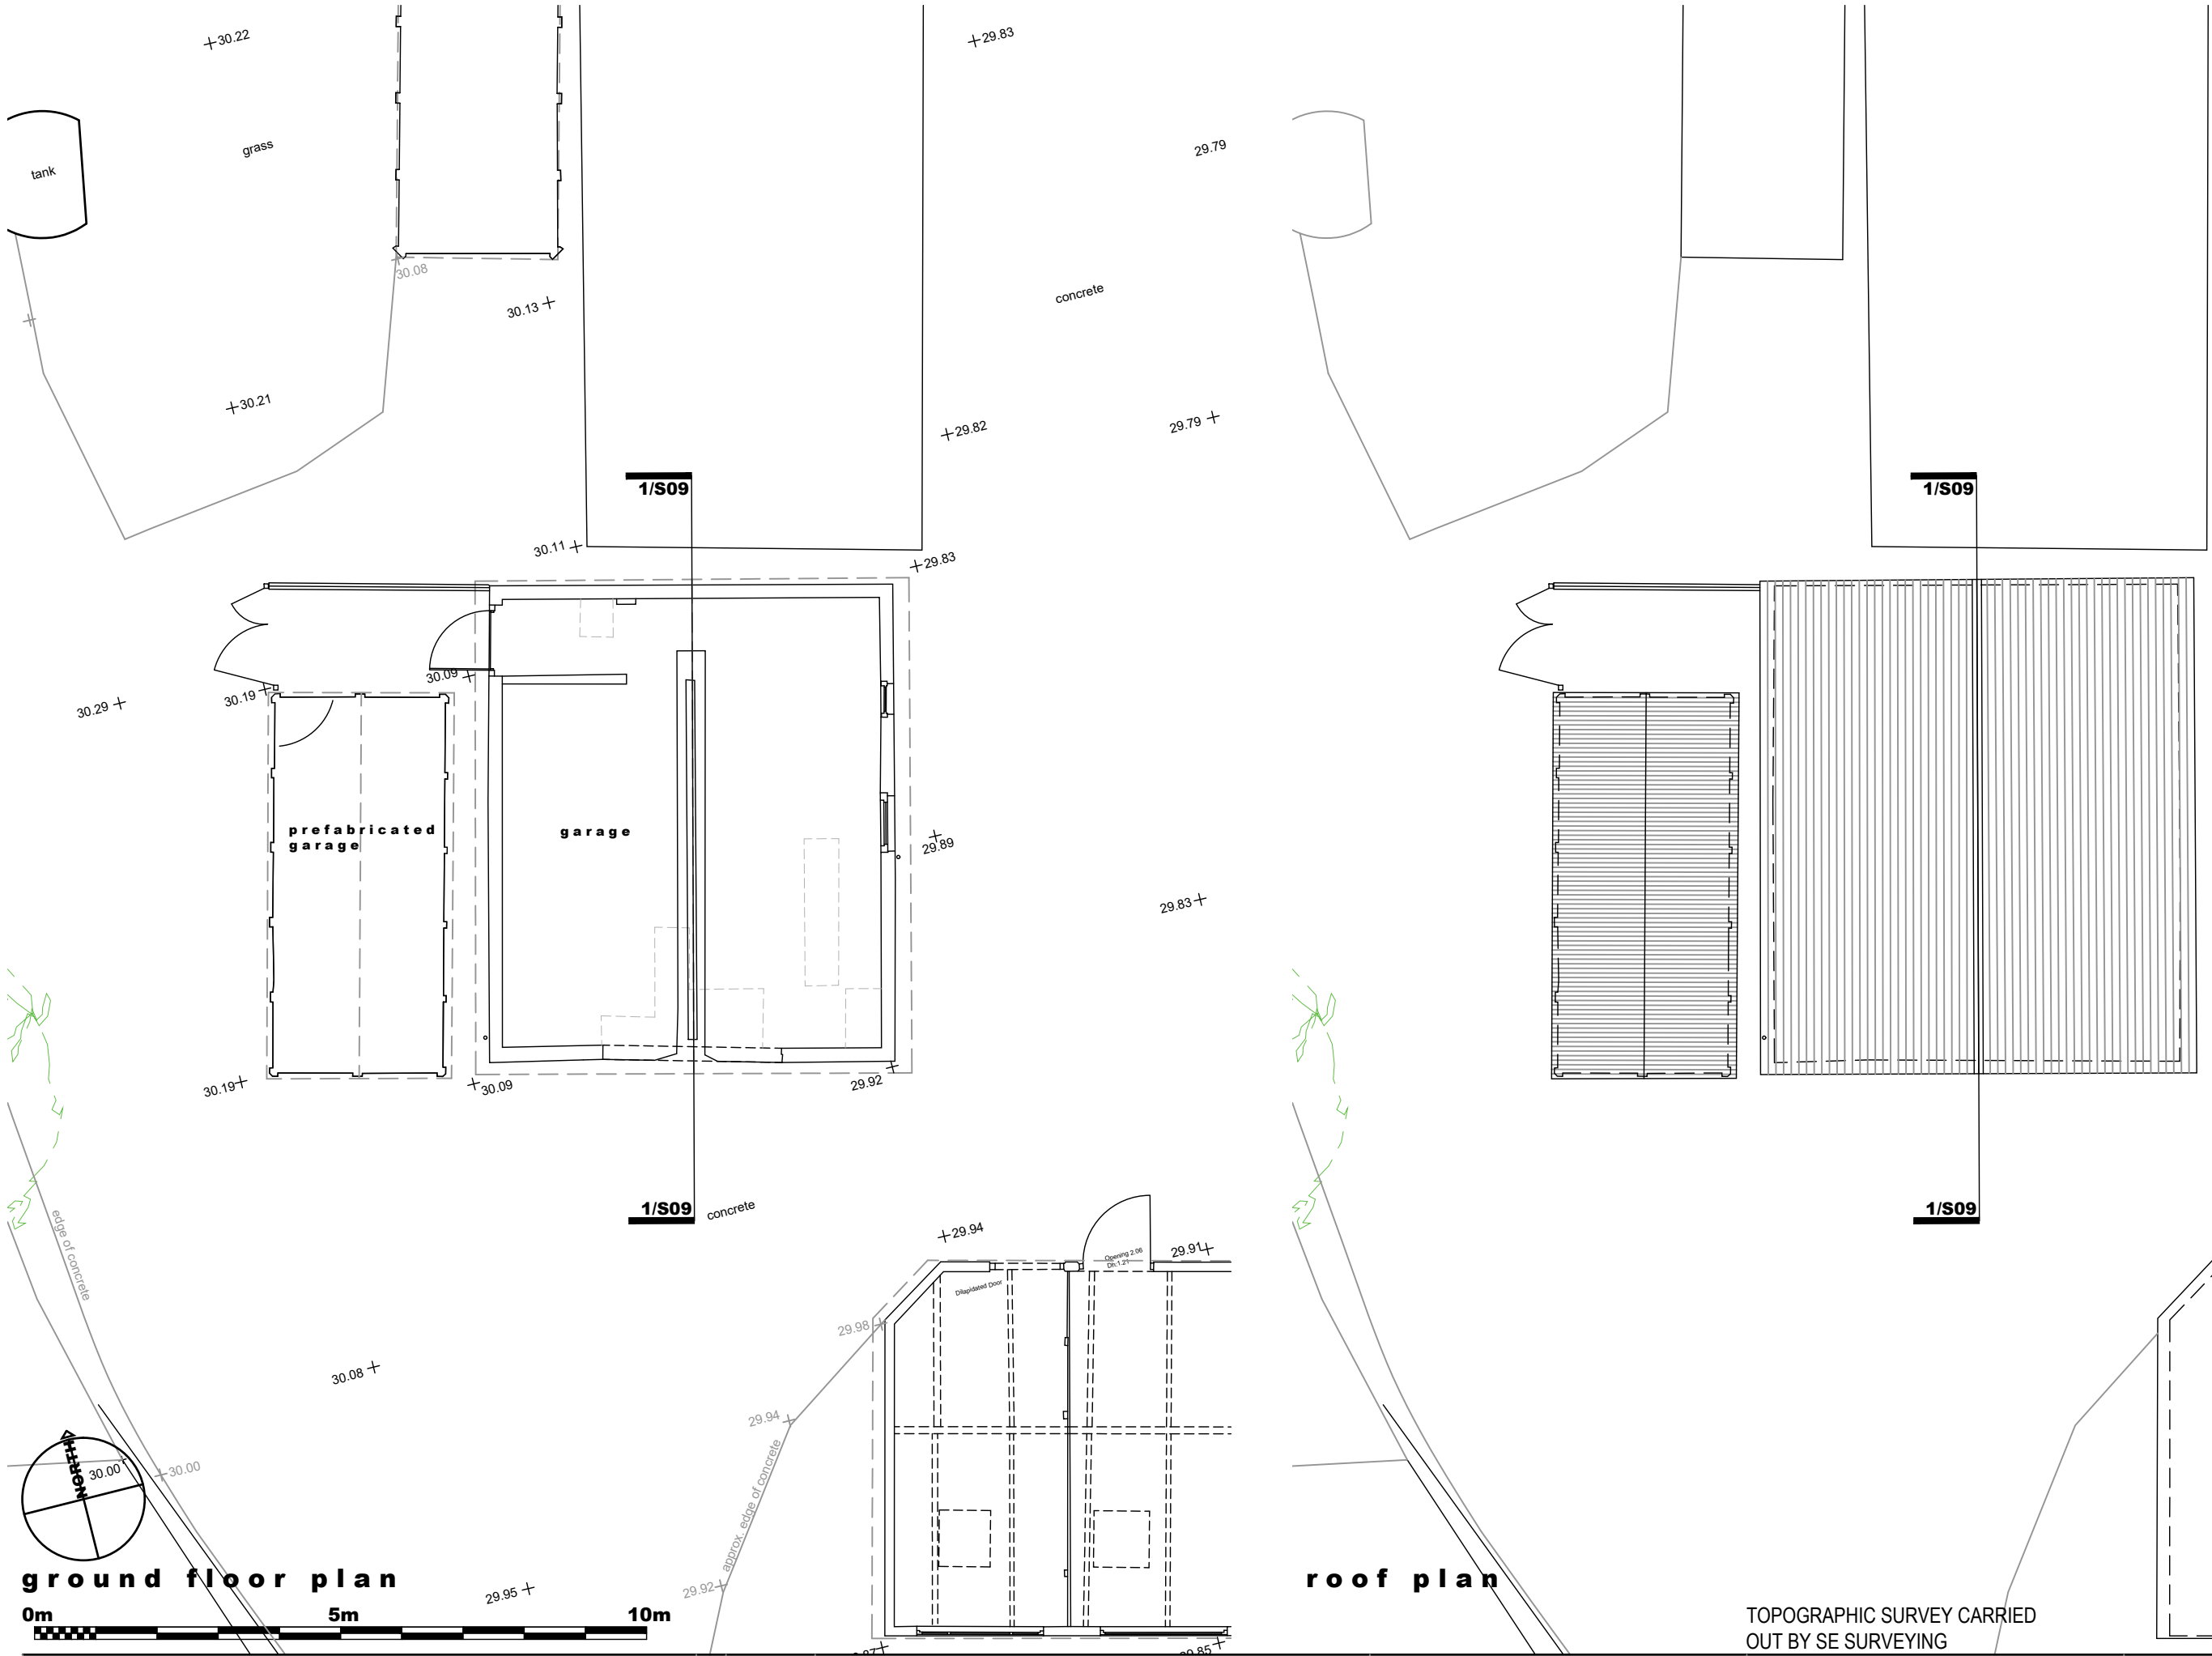 30.22
29.83
grass
29.79
tank
30.08
30.13
concrete
30.21
29.82
29.79
1/S09
1/S09
30.11
29.83
30.09
30.19
30.29
prefabricated
garage
garage
29.89
29.83
30.19
30.09
29.92
1/S09
concrete
1/S09
edge of concrete
29.94
29.91
Opening 2.06
Dh:1.21
Dilapidated Door
29.98
30.08
29.94
NORTH
30.00
30.00
approx. edge of concrete
29.92
29.95
ground floor plan
roof plan
0m 5m 10m
TOPOGRAPHIC SURVEY CARRIED
OUT BY SE SURVEYING
29.85